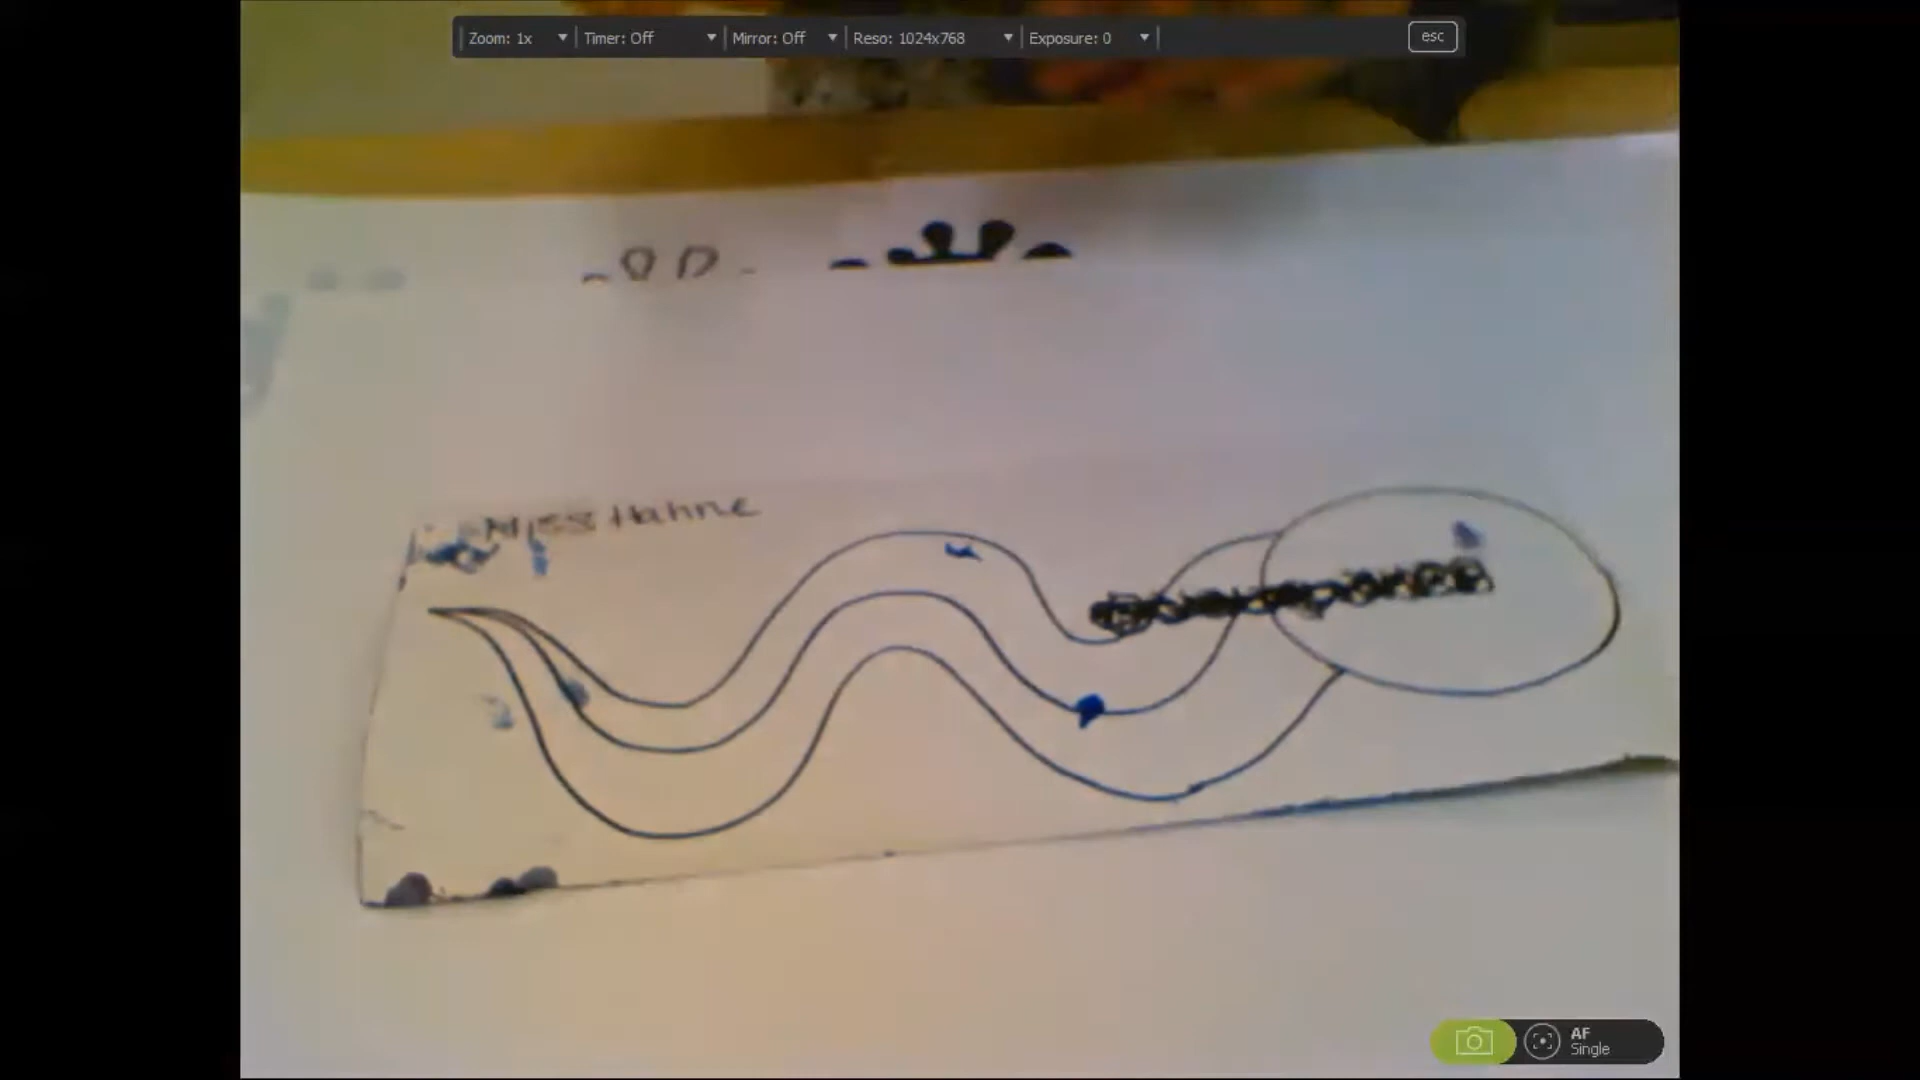 Zoom: 1x Timer: Off Mirror: Off Reso: 1024x768 Exposure: 0 esc
Miss Hahne
AF
Single